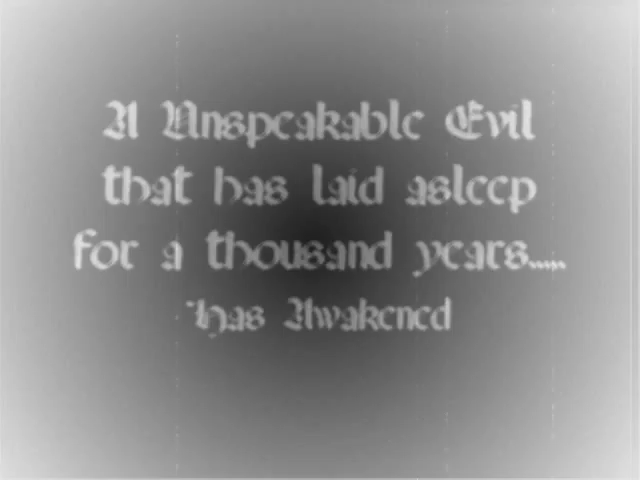 A Unspeakable Evil
that has laid asleep
for a thousand years.....
has Awakened